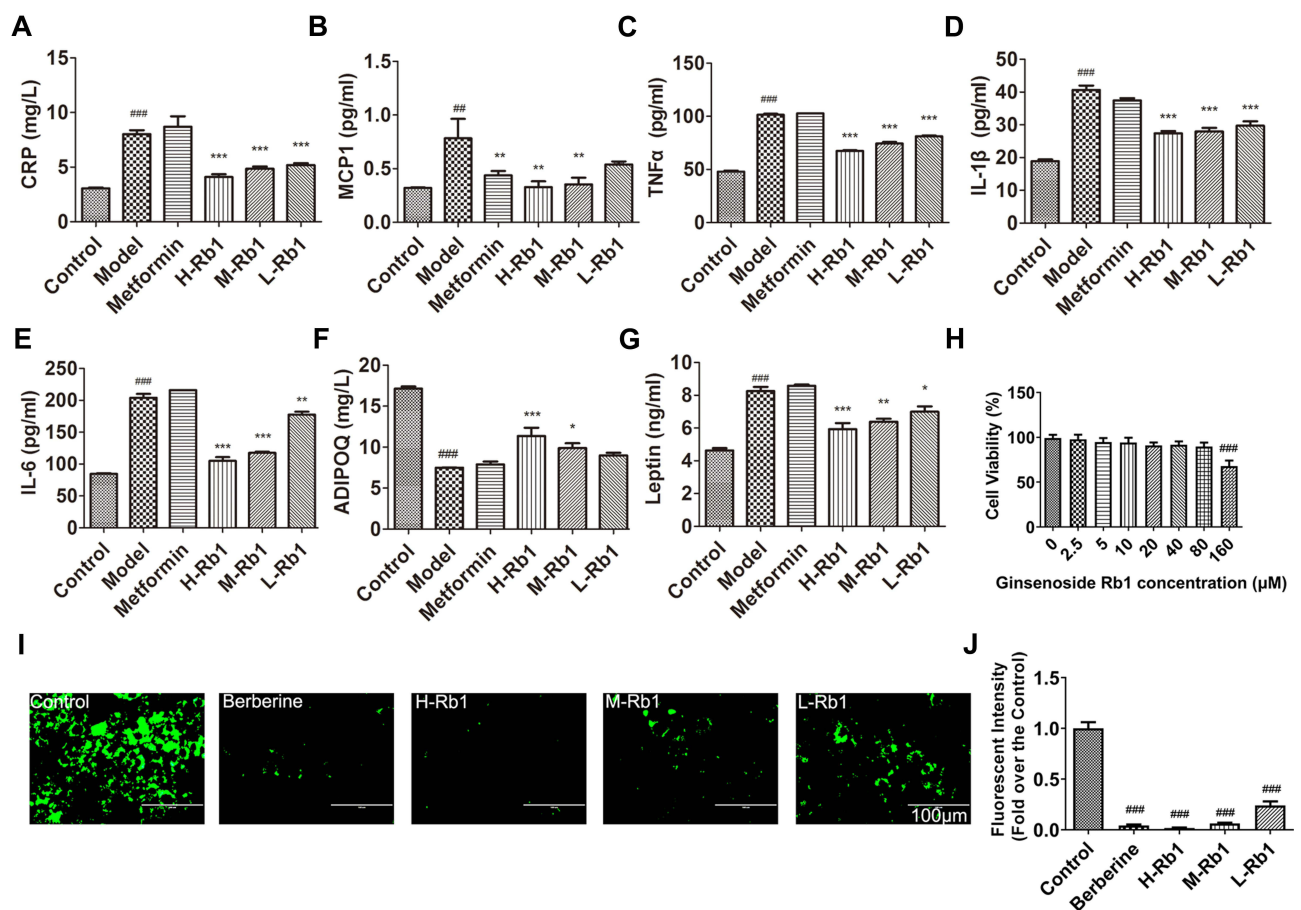 A
CRP (mg/L)
15
10
5
0
###
***
***
***
Control
Model
Metformin
H-Rb1
M-Rb1
L-Rb1
B
MCP1 (pg/ml)
1.5
1.0
0.5
0.0
##
**
**
**
Control
Model
Metformin
H-Rb1
M-Rb1
L-Rb1
C
TNFα (pg/ml)
150
100
50
0
###
***
***
***
Control
Model
Metformin
H-Rb1
M-Rb1
L-Rb1
D
IL-1β (pg/ml)
50
40
30
20
10
0
###
***
***
***
Control
Model
Metformin
H-Rb1
M-Rb1
L-Rb1
E
IL-6 (pg/ml)
250
200
150
100
50
0
###
***
***
**
Control
Model
Metformin
H-Rb1
M-Rb1
L-Rb1
F
ADIPOQ (mg/L)
20
15
10
5
0
###
***
*
Control
Model
Metformin
H-Rb1
M-Rb1
L-Rb1
G
Leptin (ng/ml)
10
8
6
4
2
0
###
***
**
*
Control
Model
Metformin
H-Rb1
M-Rb1
L-Rb1
H
Cell Viability (%)
150
100
50
0
###
0
2.5
5
10
20
40
80
160
Ginsenoside Rb1 concentration (μM)
I
Control
Berberine
H-Rb1
M-Rb1
L-Rb1
100μm
J
Fluorescent Intensity
(Fold over the Control)
1.5
1.0
0.5
0.0
###
###
###
###
Control
Berberine
H-Rb1
M-Rb1
L-Rb1